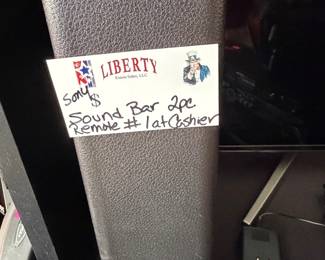 LIBERTY
Estate Sales, LLC
Sony
$
Sound Bar 2pc
Remote # 1 at Cashier